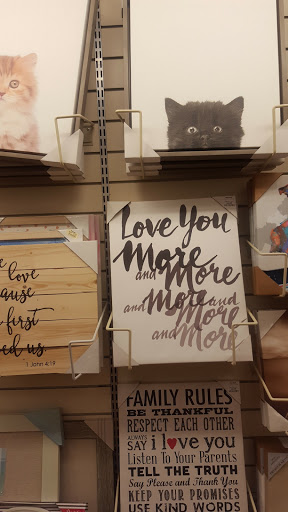 Love You
More
and More
and More and
More
and More
love
cause
first
ed us
1 John 4:19
FAMILY RULES
BE THANKFUL
RESPECT EACH OTHER
ALWAYS SAY i love you
Listen To Your Parents
TELL THE TRUTH
Say Please and Thank You
KEEP YOUR PROMISES
USE KIND WORDS